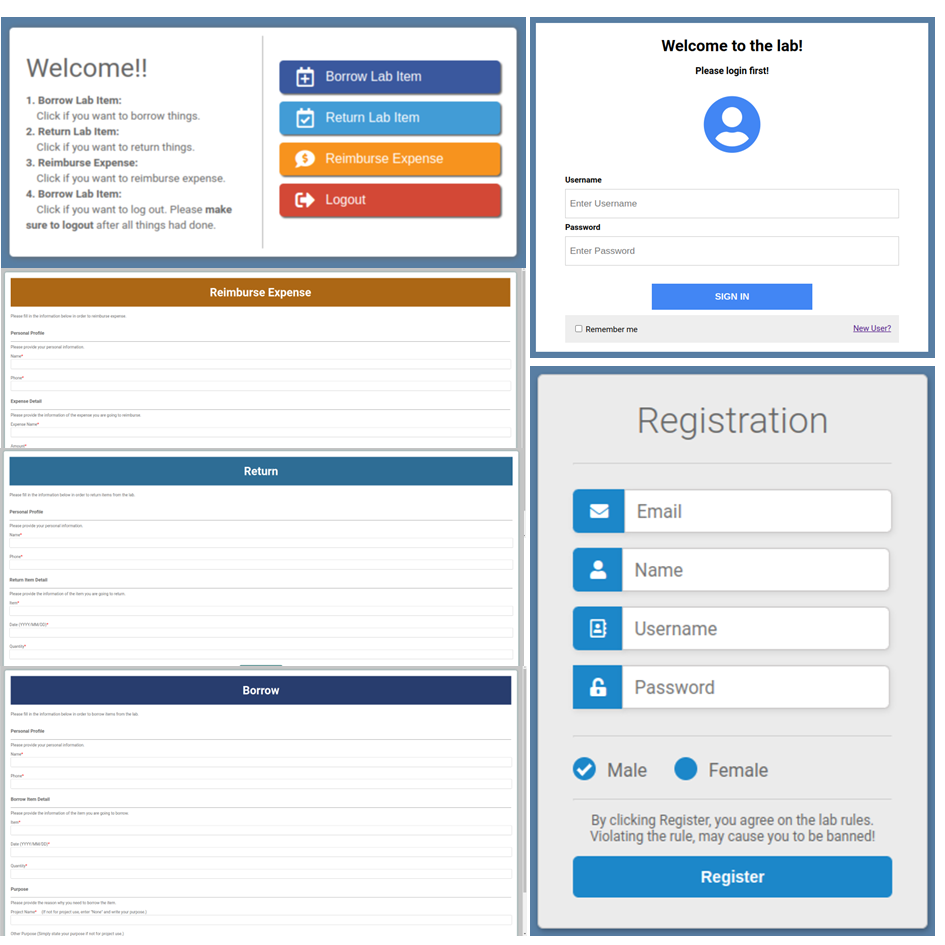 Welcome!!
1. Borrow Lab Item:
Click if you want to borrow things.
2. Return Lab Item:
Click if you want to return things.
3. Reimburse Expense:
Click if you want to reimburse expense.
4. Borrow Lab Item:
Click if you want to log out. Please make
sure to logout after all things had done.
Borrow Lab Item
Return Lab Item
Reimburse Expense
Logout
Reimburse Expense
Please fill in the information below in order to reimburse expense.
Personal Profile
Please provide your personal information.
Name*
Phone*
Expense Detail
Please provide the information of the expense you are going to reimburse.
Expense Name*
Amount*
Return
Please fill in the information below in order to return items from the lab.
Personal Profile
Please provide your personal information.
Name*
Phone*
Return Item Detail
Please provide the information of the item you are going to return.
Item*
Date (YYYY/MM/DD)*
Quantity*
Borrow
Please fill in the information below in order to borrow items from the lab.
Personal Profile
Please provide your personal information.
Name*
Phone*
Borrow Item Detail
Please provide the information of the item you are going to borrow.
Item*
Date (YYYY/MM/DD)*
Quantity*
Purpose
Please provide the reason why you need to borrow the item.
Project Name* (If not for project use, enter "None" and write your purpose.)
Other Purpose (Simply state your purpose if not for project use.)
Welcome to the lab!
Please login first!
Username
Enter Username
Password
Enter Password
SIGN IN
Remember me
New User?
Registration
Email
Name
Username
Password
Male
Female
By clicking Register, you agree on the lab rules.
Violating the rule, may cause you to be banned!
Register